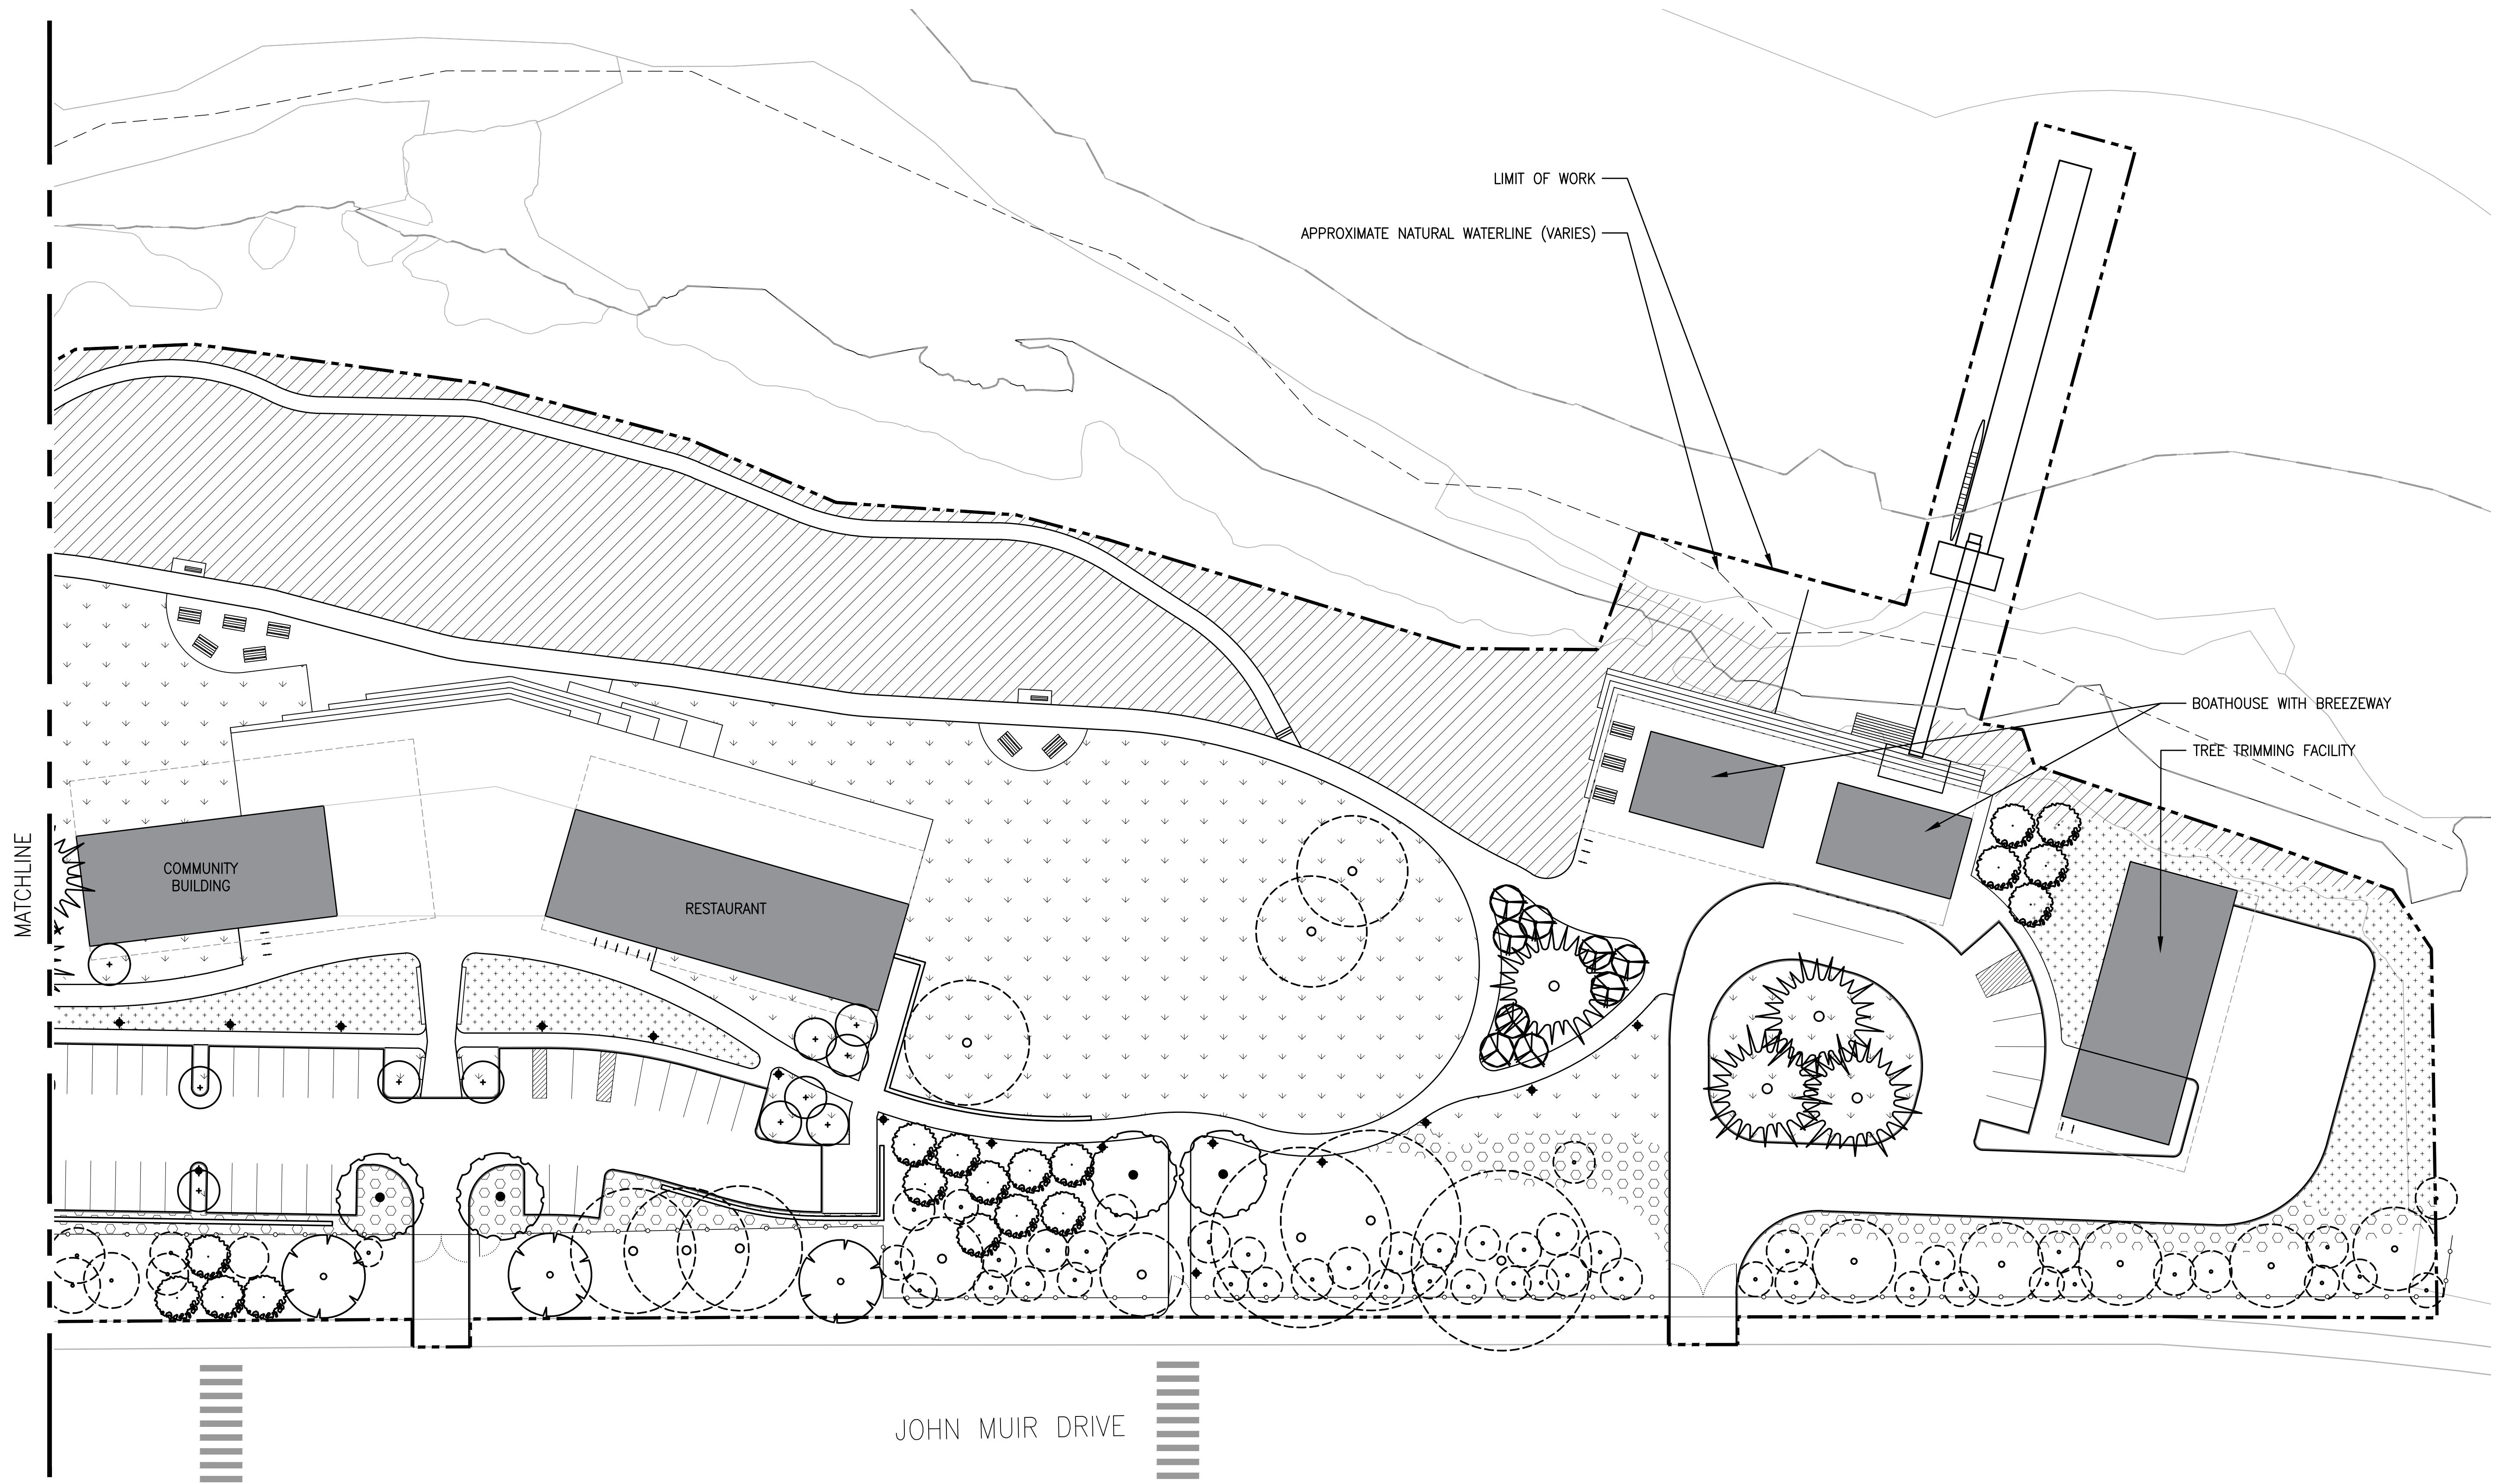 LIMIT OF WORK
APPROXIMATE NATURAL WATERLINE (VARIES)
BOATHOUSE WITH BREEZEWAY
TREE TRIMMING FACILITY
MATCHLINE
COMMUNITY
BUILDING
RESTAURANT
JOHN MUIR DRIVE